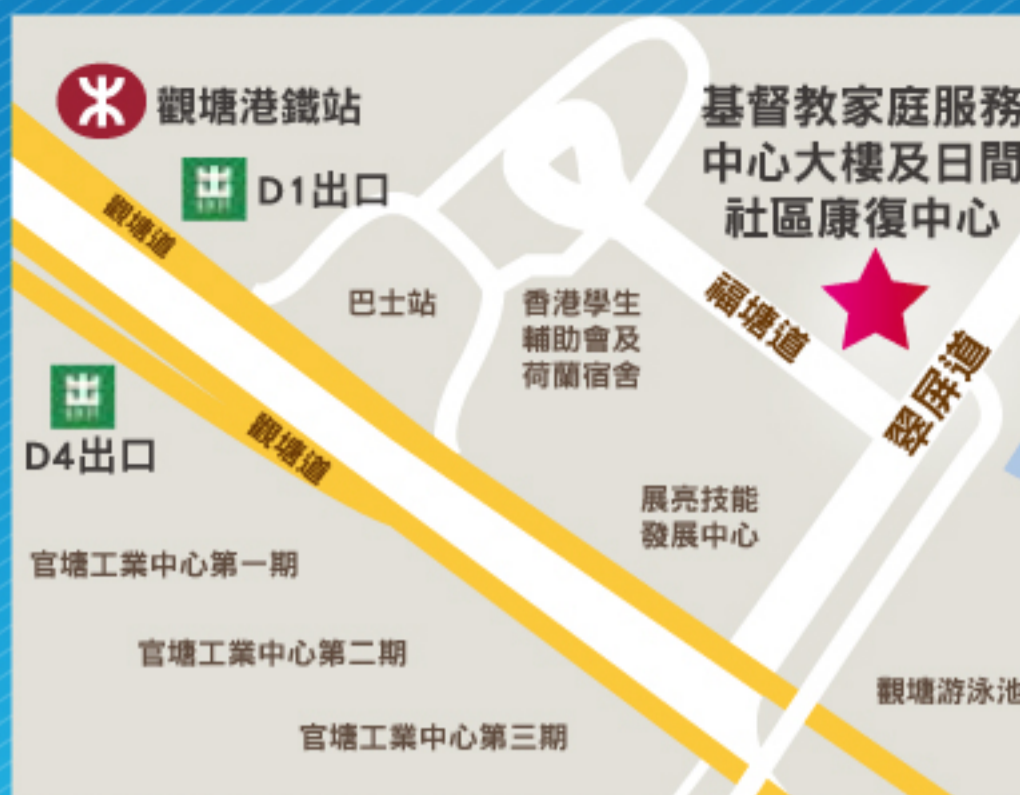 觀塘港鐵站
D1出口
觀塘道
基督教家庭服務
中心大樓及日間
社區康復中心
巴士站
香港學生
輔助會及
荷蘭宿舍
福塘道
翠屏道
D4出口
觀塘道
展亮技能
發展中心
官塘工業中心第一期
官塘工業中心第二期
官塘工業中心第三期
觀塘游泳池